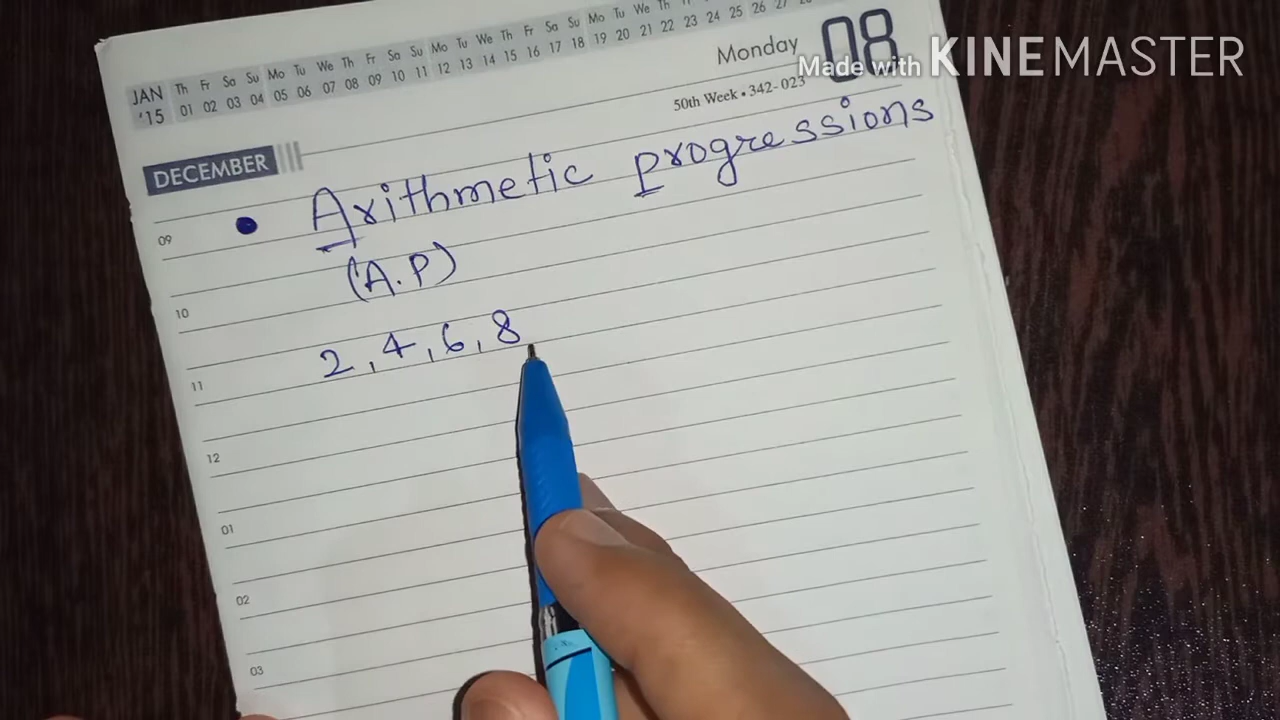 JAN Th Fr Sa Su Mo Tu We Th Fr Sa Su Mo Tu We Th Fr Sa Su Mo Tu We Th
'15 01 02 03 04 05 06 07 08 09 10 11 12 13 14 15 16 17 18 19 20 21 22 23 24 25 26 27
Monday 08
Made with KINEMASTER
50th Week • 342-023
DECEMBER
• Arithmetic progressions
09
(A.P)
10
2, 4, 6, 8
11
12
01
02
03